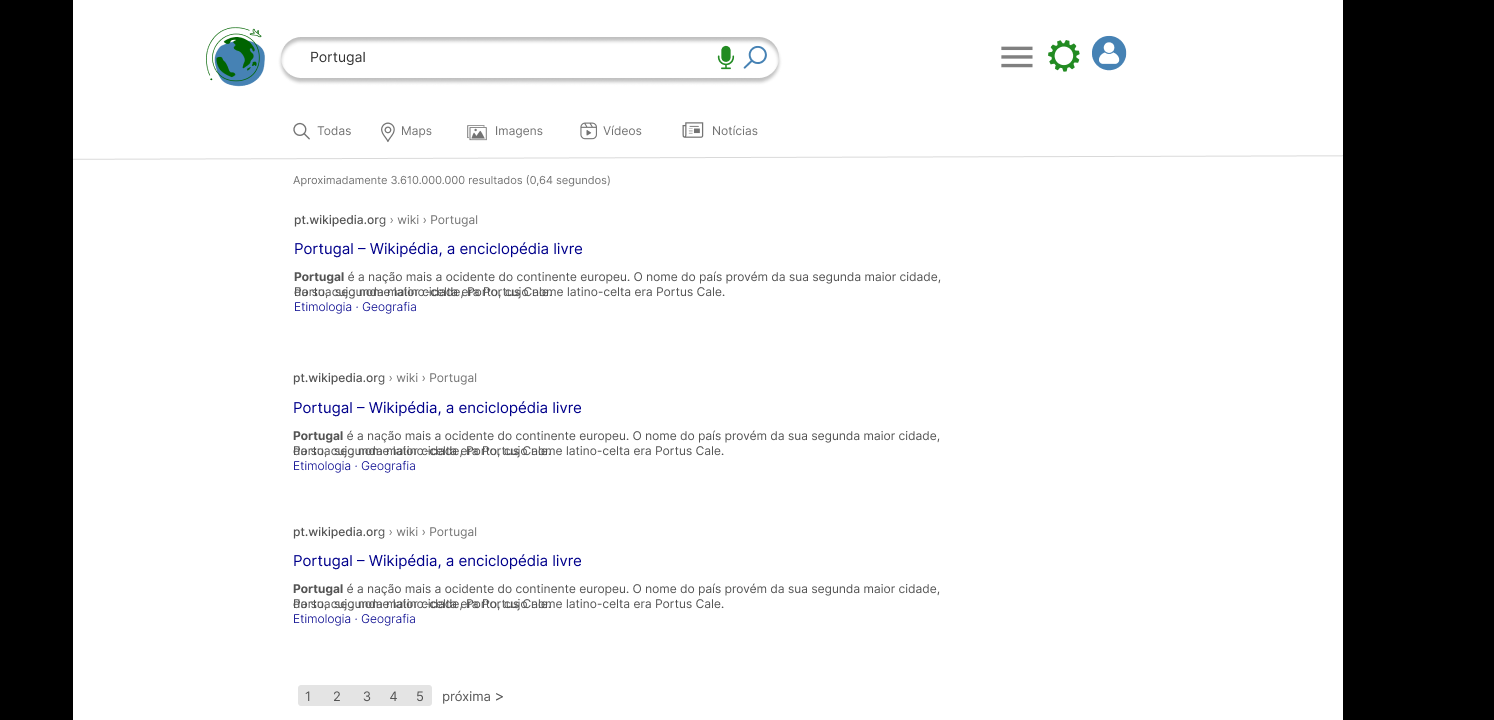 Portugal
Todas
Maps
Imagens
Vídeos
Notícias
Aproximadamente 3.610.000.000 resultados (0,64 segundos)
pt.wikipedia.org › wiki › Portugal
Portugal – Wikipédia, a enciclopédia livre
Portugal é a nação mais a ocidente do continente europeu. O nome do país provém da sua segunda maior cidade,
nome latino-celta era Portus Cale.
Etimologia · Geografia
pt.wikipedia.org › wiki › Portugal
Portugal – Wikipédia, a enciclopédia livre
Portugal é a nação mais a ocidente do continente europeu. O nome do país provém da sua segunda maior cidade,
nome latino-celta era Portus Cale.
Etimologia · Geografia
pt.wikipedia.org › wiki › Portugal
Portugal – Wikipédia, a enciclopédia livre
Portugal é a nação mais a ocidente do continente europeu. O nome do país provém da sua segunda maior cidade,
nome latino-celta era Portus Cale.
Etimologia · Geografia
1 2 3 4 5 próxima >